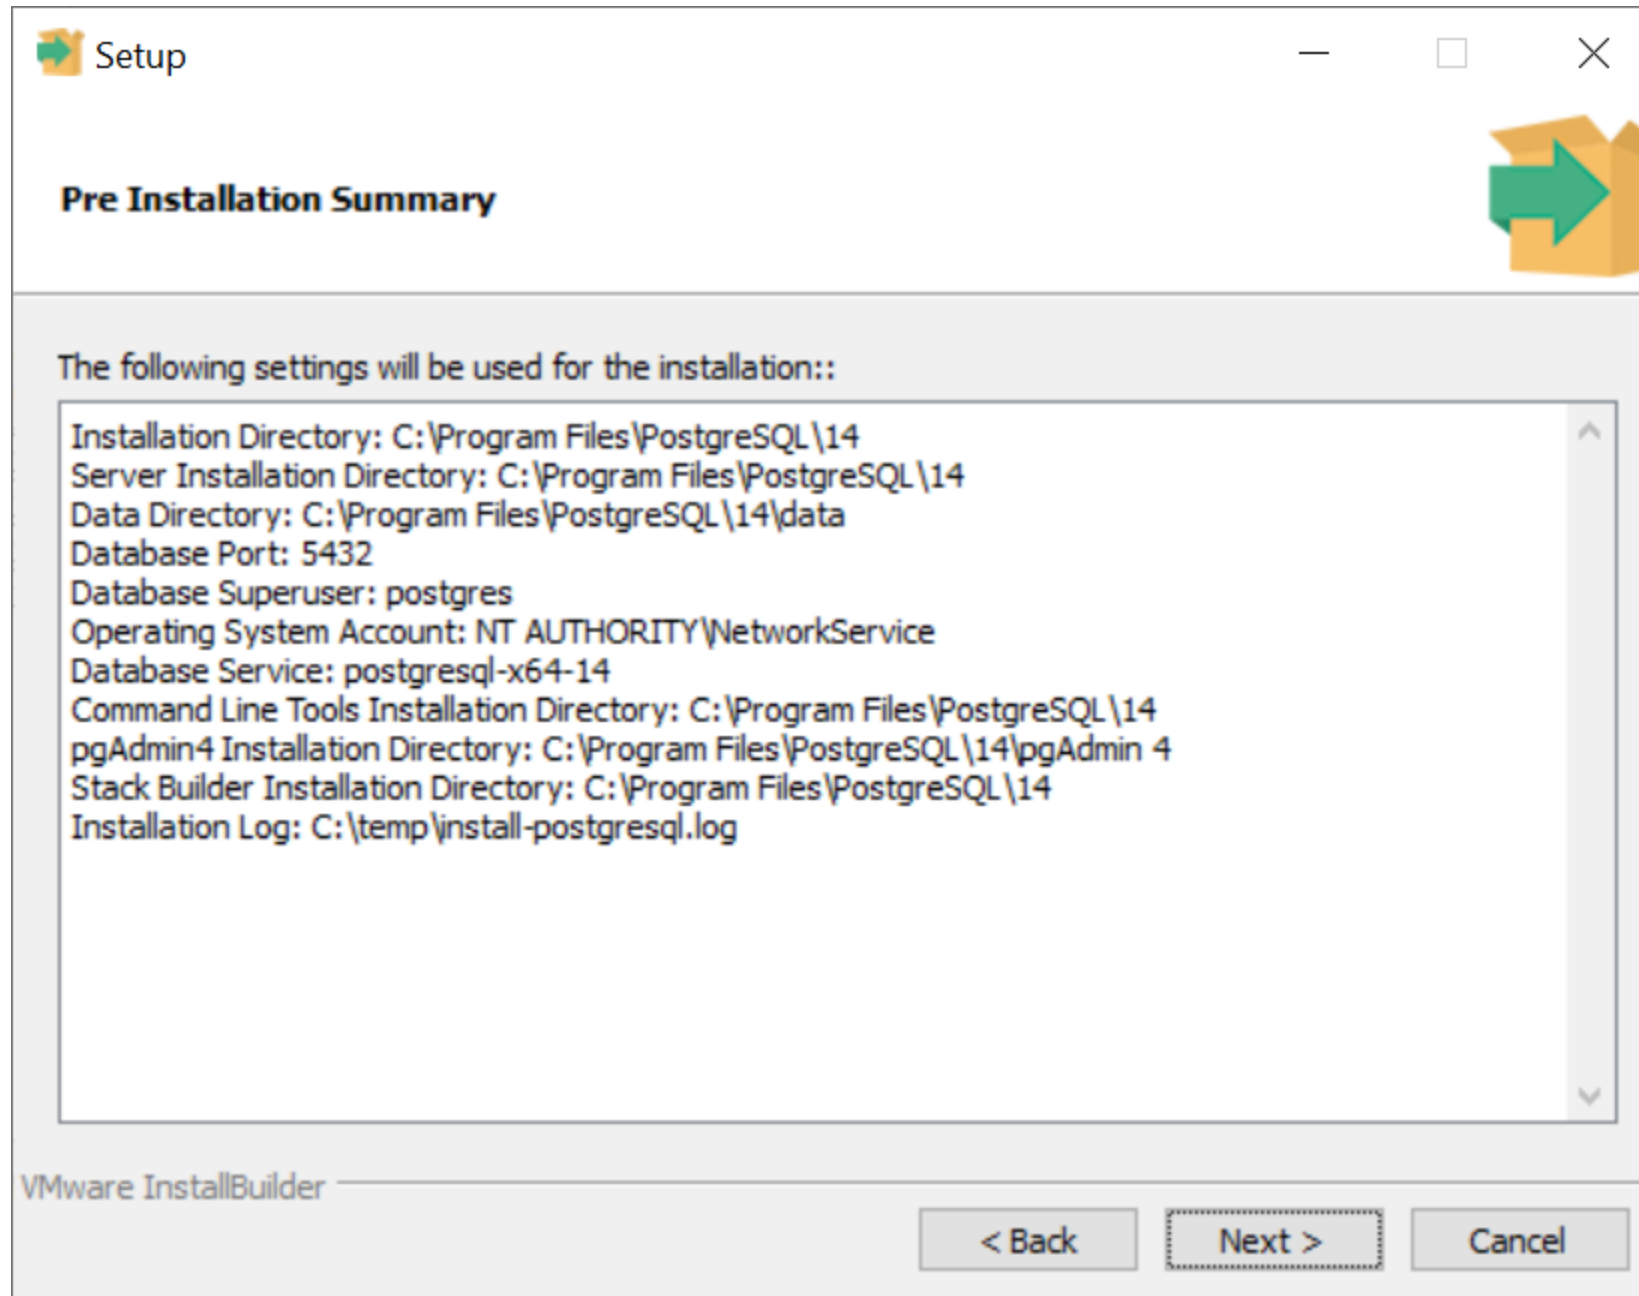 Setup
Pre Installation Summary
The following settings will be used for the installation::
Installation Directory: C:\Program Files\PostgreSQL\14
Server Installation Directory: C:\Program Files\PostgreSQL\14
Data Directory: C:\Program Files\PostgreSQL\14\data
Database Port: 5432
Database Superuser: postgres
Operating System Account: NT AUTHORITY\NetworkService
Database Service: postgresql-x64-14
Command Line Tools Installation Directory: C:\Program Files\PostgreSQL\14
pgAdmin4 Installation Directory: C:\Program Files\PostgreSQL\14\pgAdmin 4
Stack Builder Installation Directory: C:\Program Files\PostgreSQL\14
Installation Log: C:\temp\install-postgresql.log
VMware InstallBuilder
< Back
Next >
Cancel